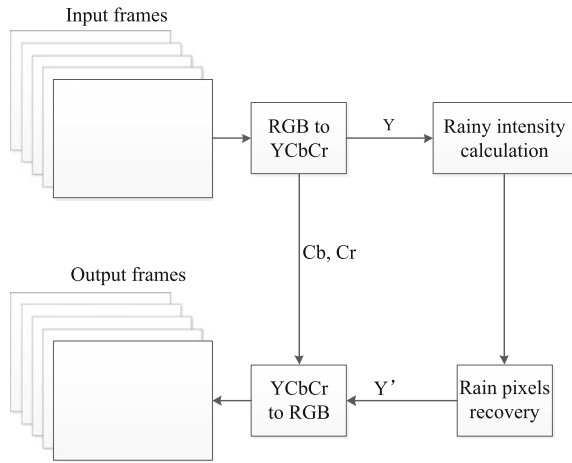 Input frames
RGB to
YCbCr
Y
Rainy intensity
calculation
Cb, Cr
Output frames
YCbCr
to RGB
Y’
Rain pixels
recovery